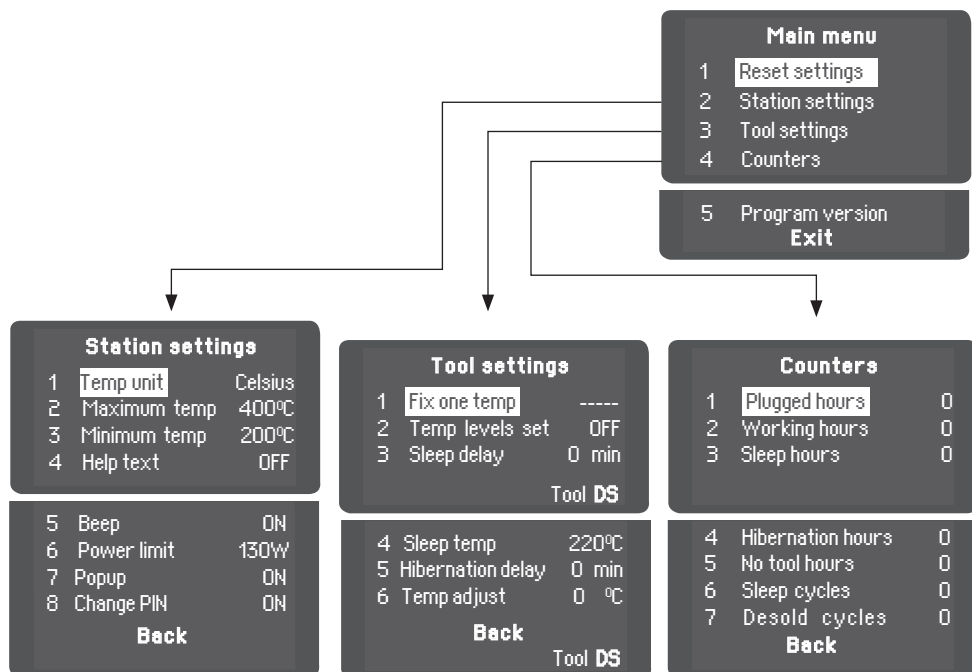 Main menu
1 Reset settings
2 Station settings
3 Tool settings
4 Counters
5 Program version
Exit
Station settings
1 Temp unit Celsius
2 Maximum temp 400ºC
3 Minimum temp 200ºC
4 Help text OFF
5 Beep ON
6 Power limit 130W
7 Popup ON
8 Change PIN ON
Back
Tool settings
1 Fix one temp -----
2 Temp levels set OFF
3 Sleep delay 0 min
Tool DS
4 Sleep temp 220ºC
5 Hibernation delay 0 min
6 Temp adjust 0 ºC
Back
Tool DS
Counters
1 Plugged hours 0
2 Working hours 0
3 Sleep hours 0
4 Hibernation hours 0
5 No tool hours 0
6 Sleep cycles 0
7 Desold cycles 0
Back